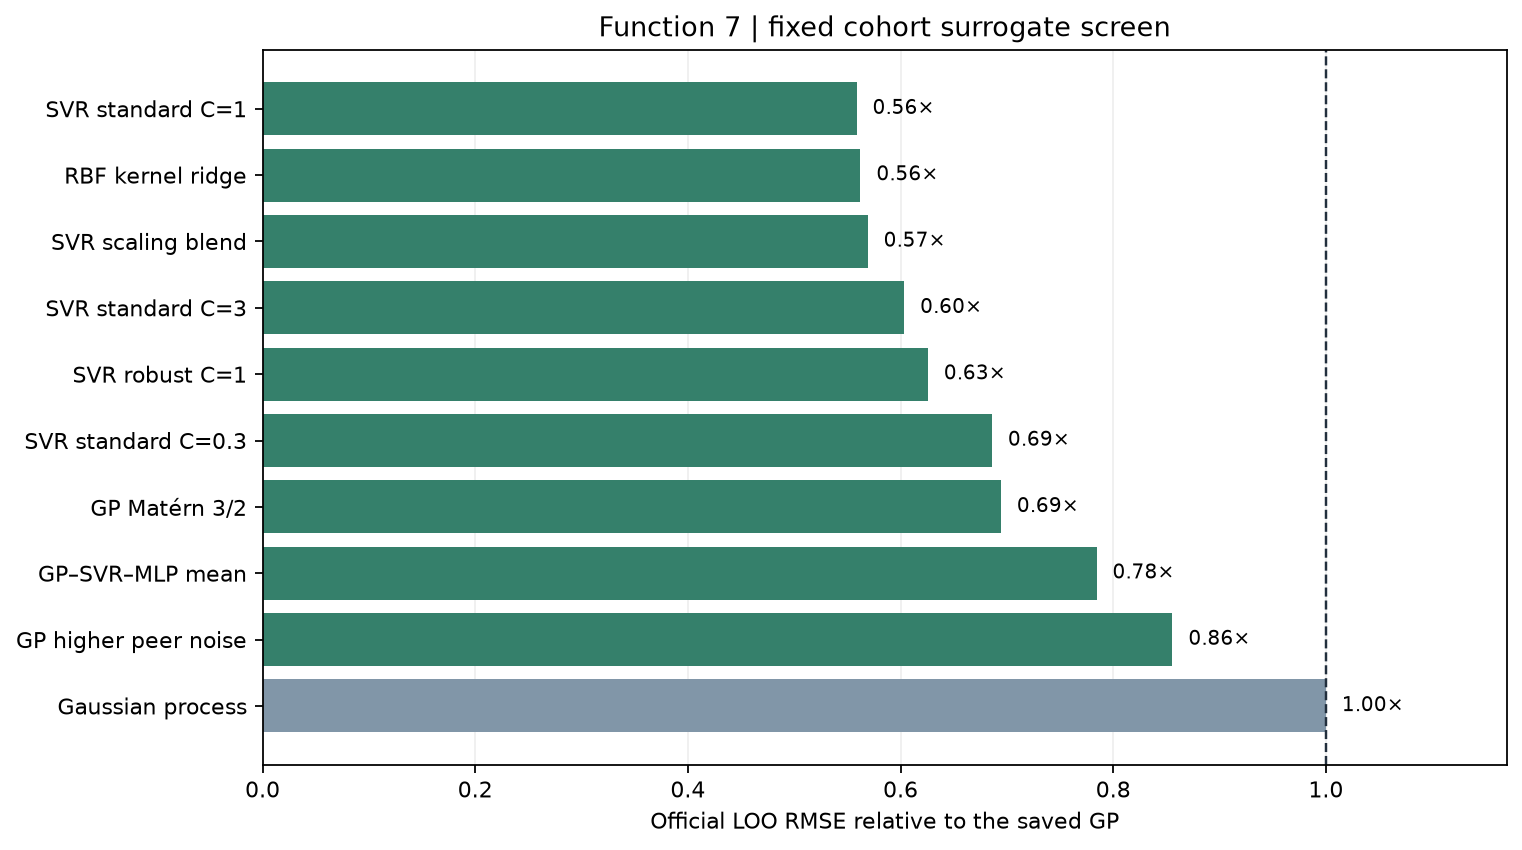 Function 7 | fixed cohort surrogate screen
SVR standard C=1 0.56×
RBF kernel ridge 0.56×
SVR scaling blend 0.57×
SVR standard C=3 0.60×
SVR robust C=1 0.63×
SVR standard C=0.3 0.69×
GP Matérn 3/2 0.69×
GP–SVR–MLP mean 0.78×
GP higher peer noise 0.86×
Gaussian process 1.00×
0.0 0.2 0.4 0.6 0.8 1.0
Official LOO RMSE relative to the saved GP